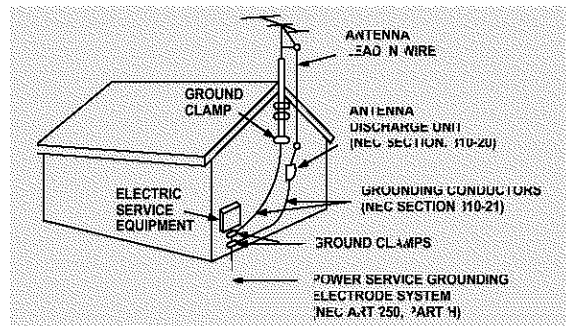 ANTENNA
LEAD IN WIRE
GROUND
CLAMP
ANTENNA
DISCHARGE UNIT
(NEC SECTION 810-20)
ELECTRIC
SERVICE
EQUIPMENT
GROUNDING CONDUCTORS
(NEC SECTION 810-21)
GROUND CLAMPS
POWER SERVICE GROUNDING
ELECTRODE SYSTEM
(NEC ART 250, PART H)